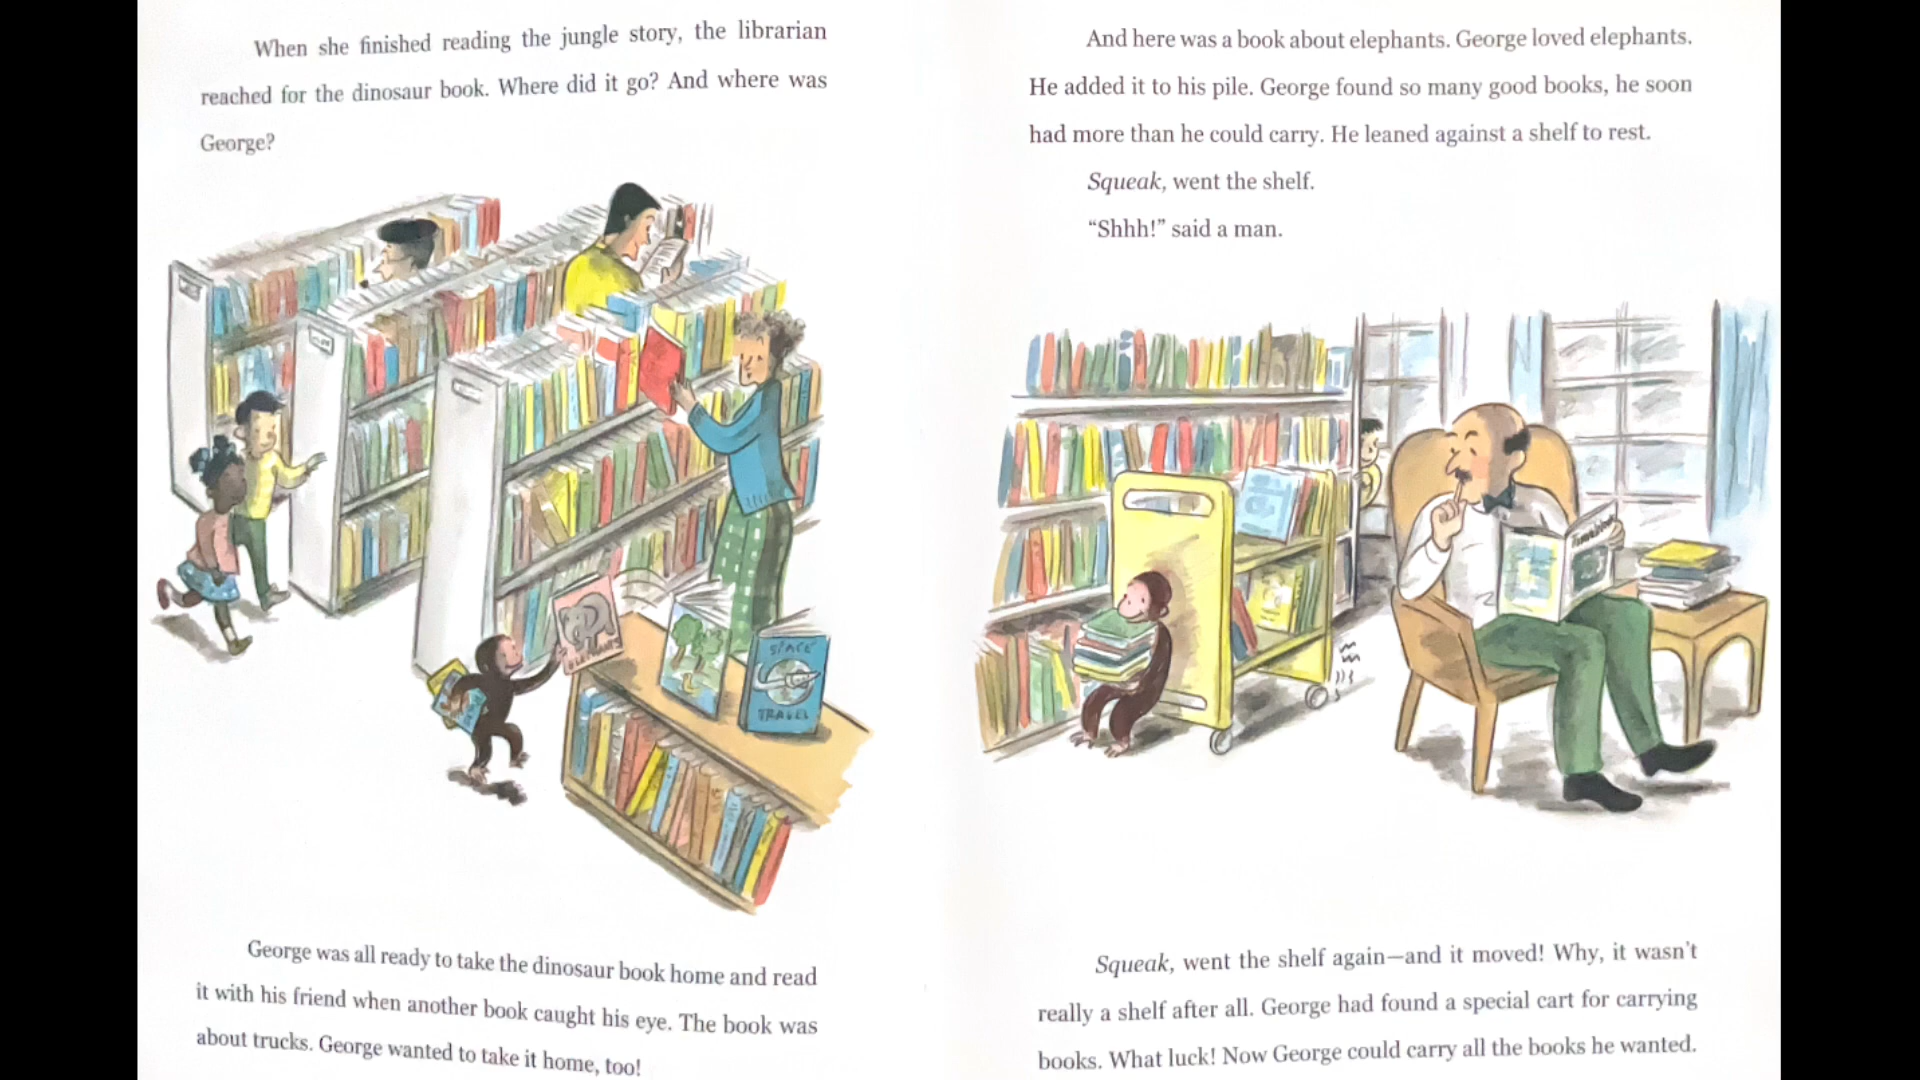 When she finished reading the jungle story, the librarian
reached for the dinosaur book. Where did it go? And where was
George?
SPACE
TRAVEL
George was all ready to take the dinosaur book home and read
it with his friend when another book caught his eye. The book was
about trucks. George wanted to take it home, too!
And here was a book about elephants. George loved elephants.
He added it to his pile. George found so many good books, he soon
had more than he could carry. He leaned against a shelf to rest.
Squeak, went the shelf.
“Shhh!” said a man.
Squeak, went the shelf again—and it moved! Why, it wasn’t
really a shelf after all. George had found a special cart for carrying
books. What luck! Now George could carry all the books he wanted.